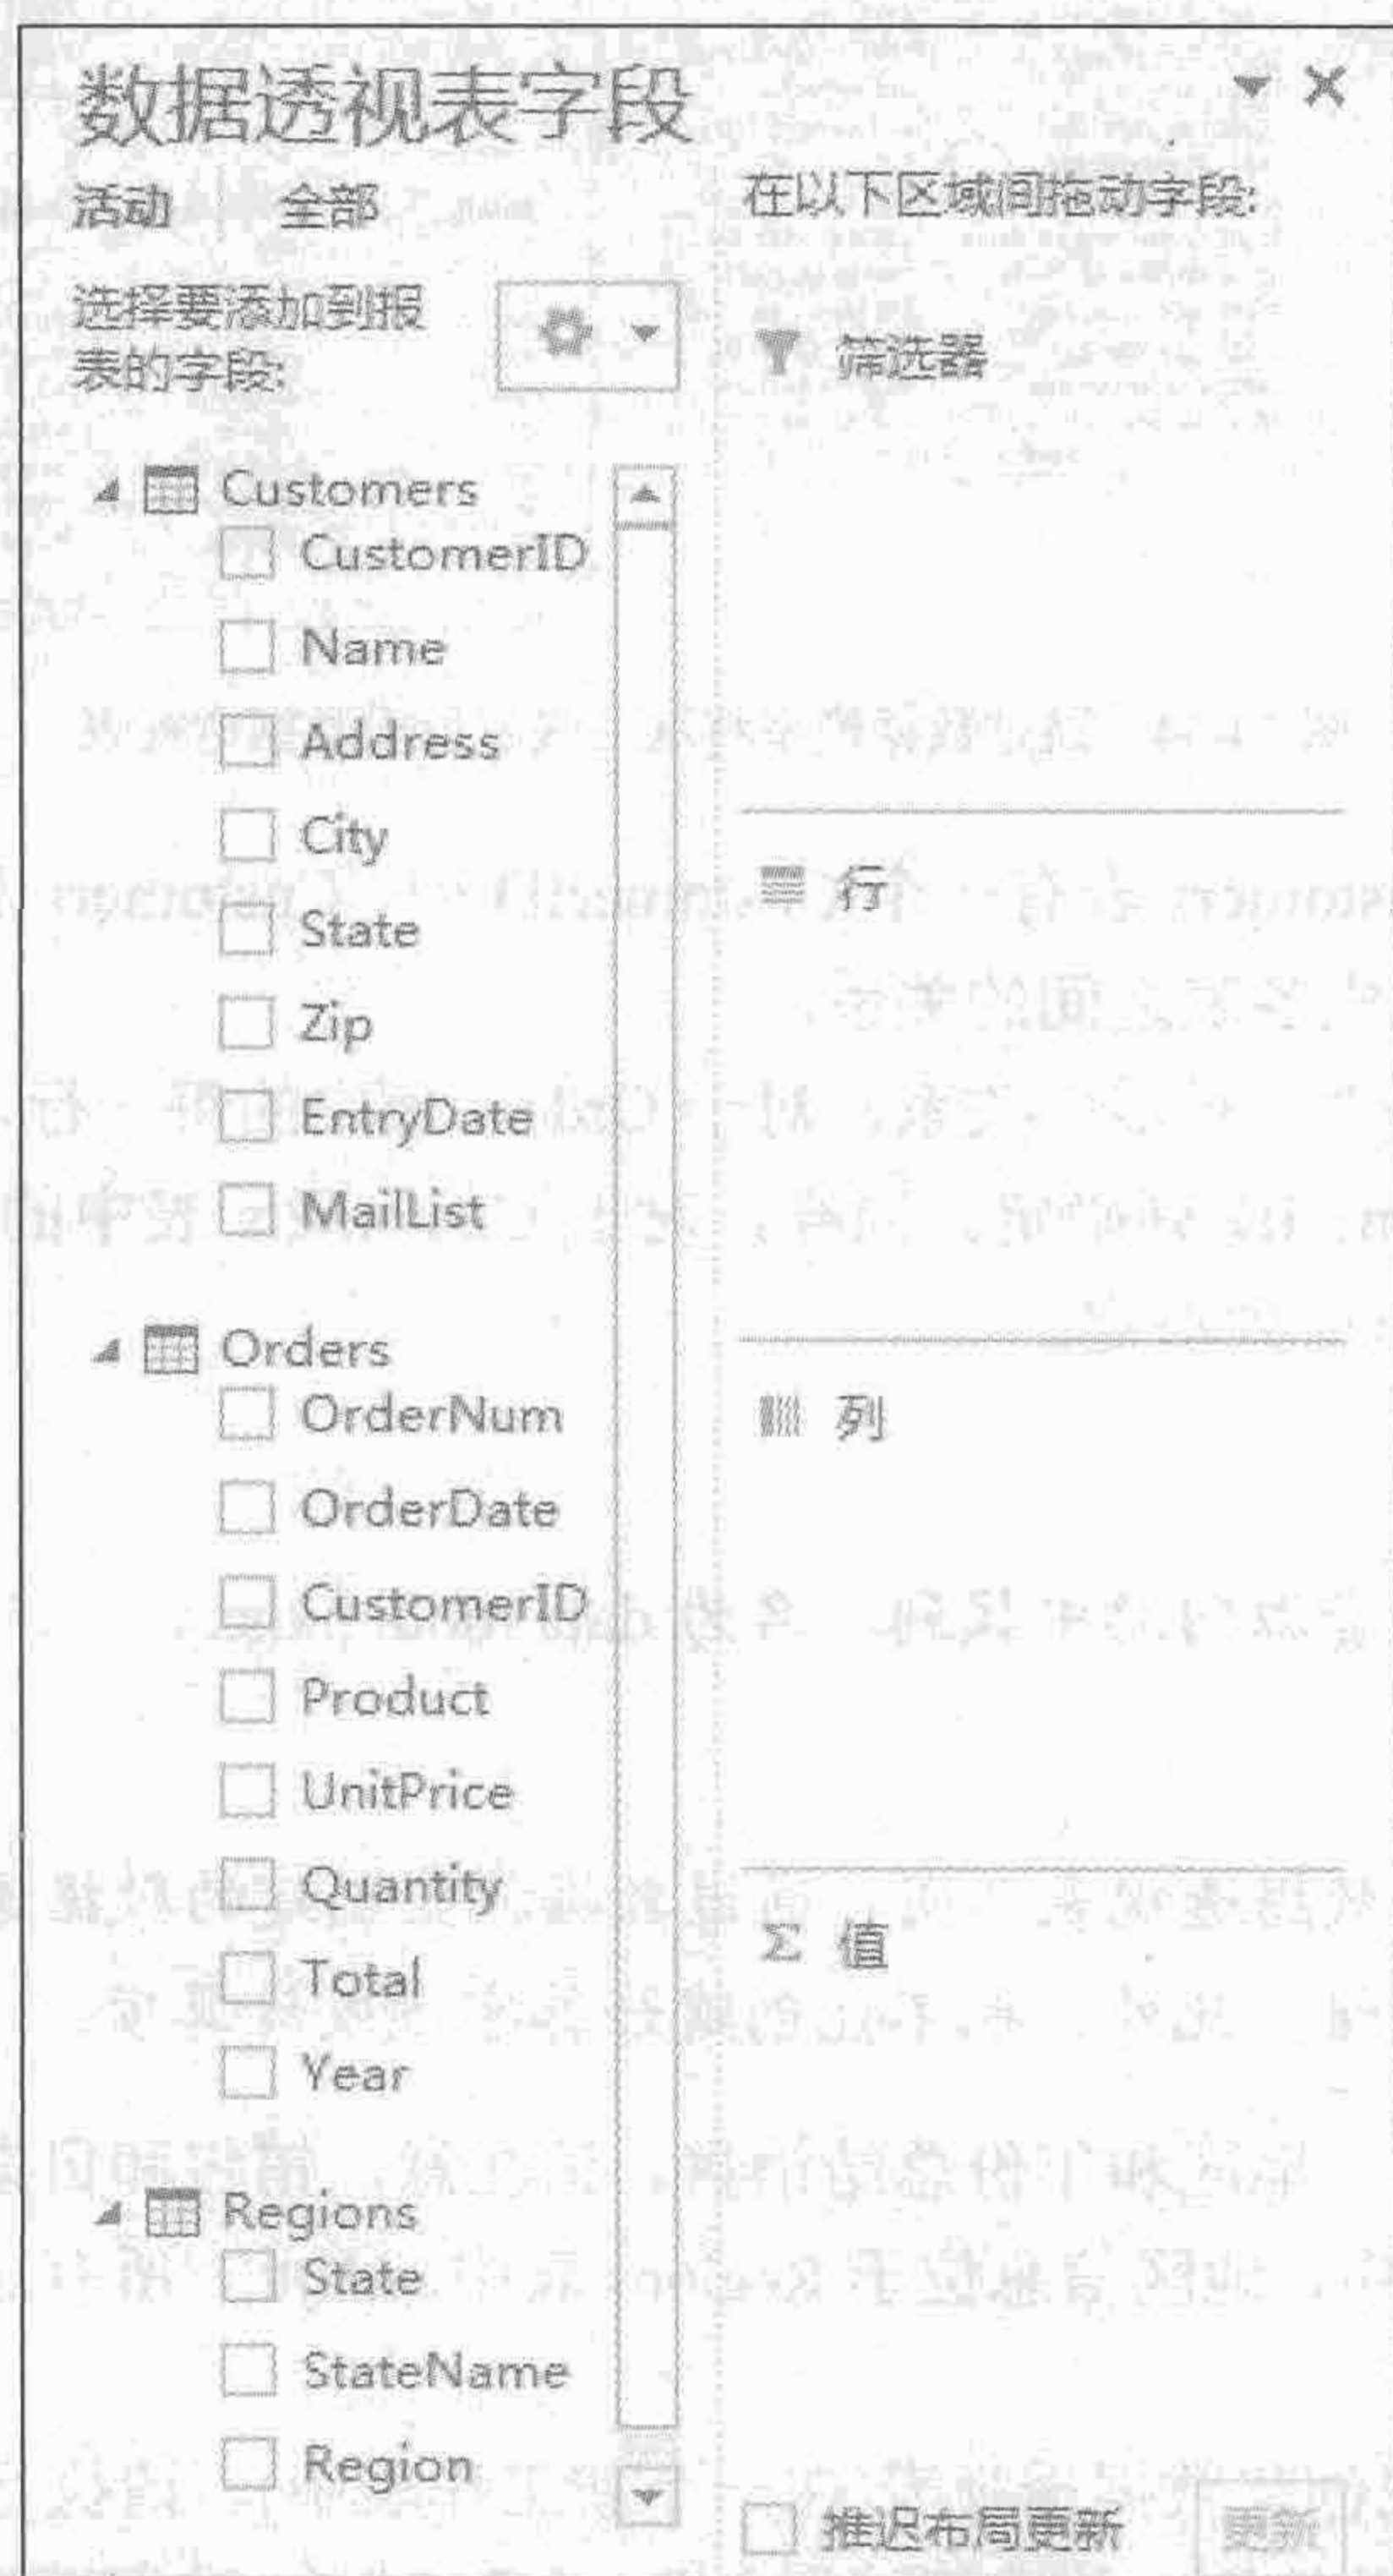 数据透视表字段
活动 全部
选择要添加到报
表的字段:
Customers
CustomerID
Name
Address
City
State
Zip
EntryDate
MailList
Orders
OrderNum
OrderDate
CustomerID
Product
UnitPrice
Quantity
Total
Year
Regions
State
StateName
Region
在以下区域间拖动字段:
筛选器
行
列
Σ 值
推迟布局更新 更新